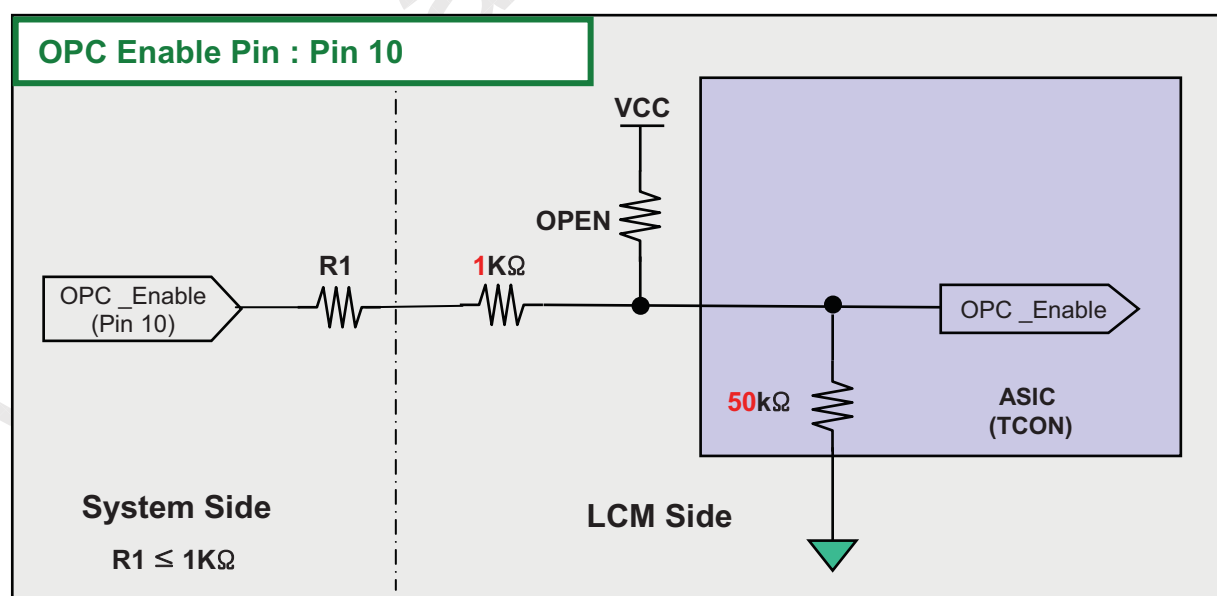 OPC Enable Pin : Pin 10
VCC
OPEN
R1
1KΩ
OPC _Enable
(Pin 10)
OPC _Enable
50kΩ
ASIC
(TCON)
System Side
LCM Side
R1 ≤ 1KΩ